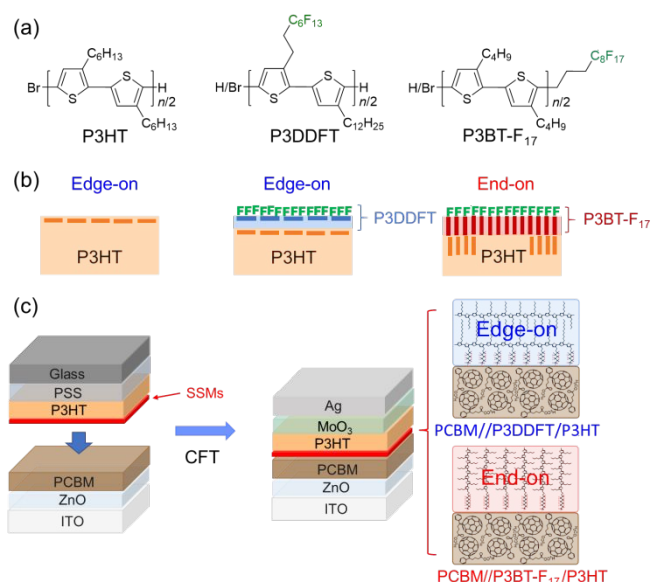 (a)
C6H13
Br
S
S
H
n/2
C6H13
P3HT
C6F13
H/Br
S
S
H
n/2
C12H25
P3DDFT
C4H9
C8F17
H/Br
S
S
n/2
C4H9
P3BT-F17
(b)
Edge-on
P3HT
Edge-on
FFFFFFFFFFFFFFF
P3DDFT
P3HT
End-on
FFFFFFFFFFFFFFF
P3BT-F17
P3HT
(c)
Glass
PSS
P3HT
SSMs
PCBM
ZnO
ITO
CFT
Ag
MoO3
P3HT
PCBM
ZnO
ITO
Edge-on
PCBM//P3DDFT/P3HT
End-on
PCBM//P3BT-F17/P3HT